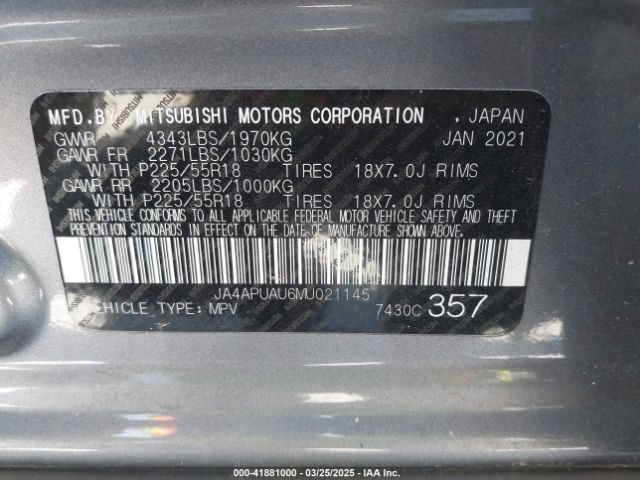 MFD.BY MITSUBISHI MOTORS CORPORATION . JAPAN
GVWR 4343LBS/1970KG JAN 2021
GAWR FR 2271LBS/1030KG
WITH P225/55R18 TIRES 18X7.0J RIMS
GAWR RR 2205LBS/1000KG
WITH P225/55R18 TIRES 18X7.0J RIMS
THIS VEHICLE CONFORMS TO ALL APPLICABLE FEDERAL MOTOR VEHICLE SAFETY AND THEFT
PREVENTION STANDARDS IN EFFECT ON THE DATE OF MANUFACTURE SHOWN ABOVE.
JA4APUAU6MU021145
VEHICLE TYPE: MPV 7430C 357
000-41881000 - 03/25/2025 - IAA Inc.